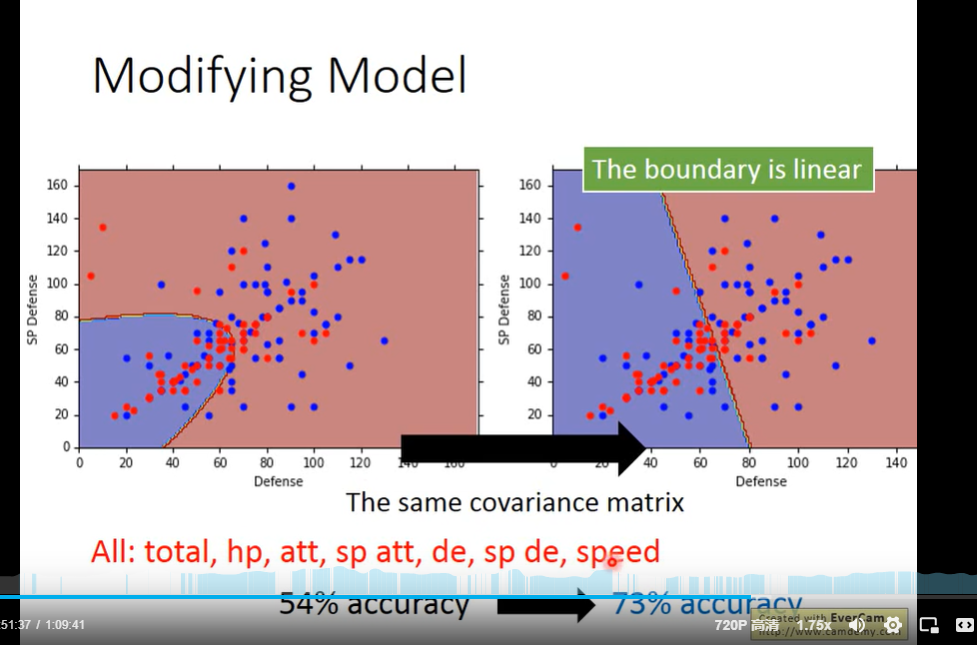 Modifying Model
The boundary is linear
160
140
120
100
80
60
40
20
0
SP Defense
0 20 40 60 80 100 120 140 160
Defense
160
140
120
100
80
60
40
20
SP Defense
0 20 40 60 80 100 120 140
Defense
The same covariance matrix
All: total, hp, att, sp att, de, sp de, speed
54% accuracy 73% accuracy
51:37 / 1:09:41
720P 高清 1.75x
Created with EverCam
http://www.camdemy.com